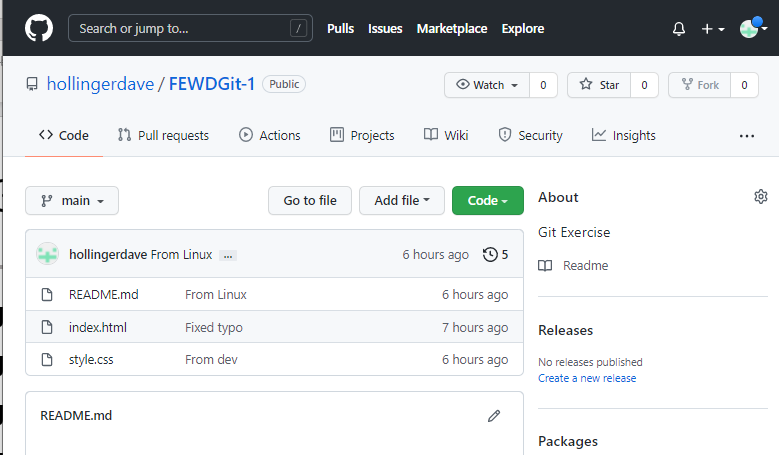 Search or jump to... / Pulls Issues Marketplace Explore
hollingerdave / FEWDGit-1 Public
Watch 0 Star 0 Fork 0
Code Pull requests Actions Projects Wiki Security Insights
main Go to file Add file Code
About
Git Exercise
Readme
hollingerdave From Linux ... 6 hours ago 5
README.md From Linux 6 hours ago
index.html Fixed typo 7 hours ago
style.css From dev 6 hours ago
Releases
No releases published
Create a new release
README.md
Packages